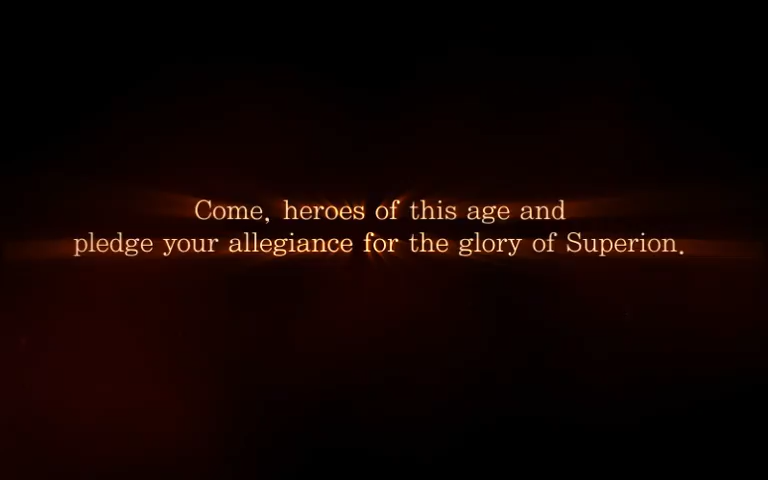 Come, heroes of this age and
pledge your allegiance for the glory of Superion.